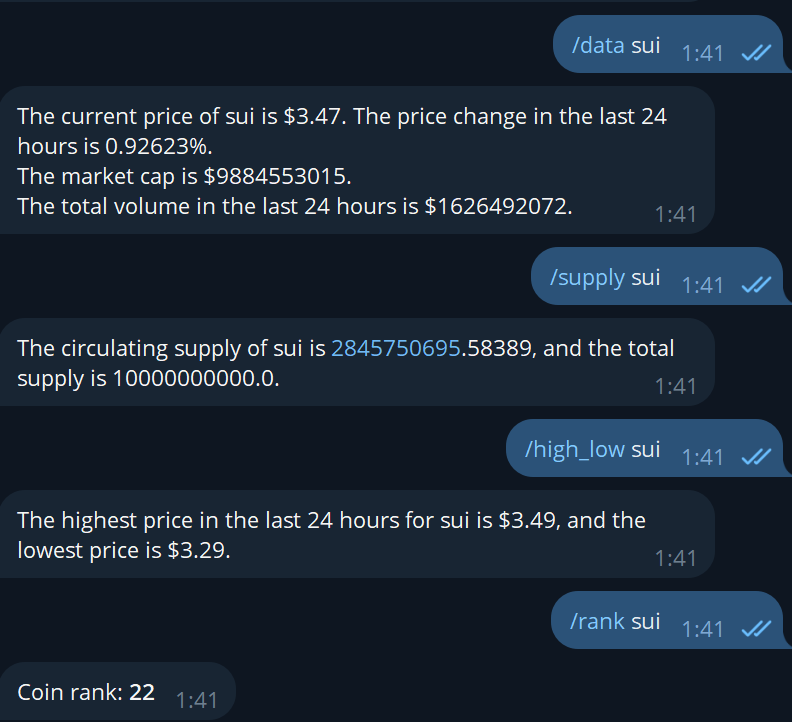 /data sui 1:41
The current price of sui is $3.47. The price change in the last 24
hours is 0.92623%.
The market cap is $9884553015.
The total volume in the last 24 hours is $1626492072.
1:41
/supply sui 1:41
The circulating supply of sui is 2845750695.58389, and the total
supply is 10000000000.0.
1:41
/high_low sui 1:41
The highest price in the last 24 hours for sui is $3.49, and the
lowest price is $3.29.
1:41
/rank sui 1:41
Coin rank: 22 1:41